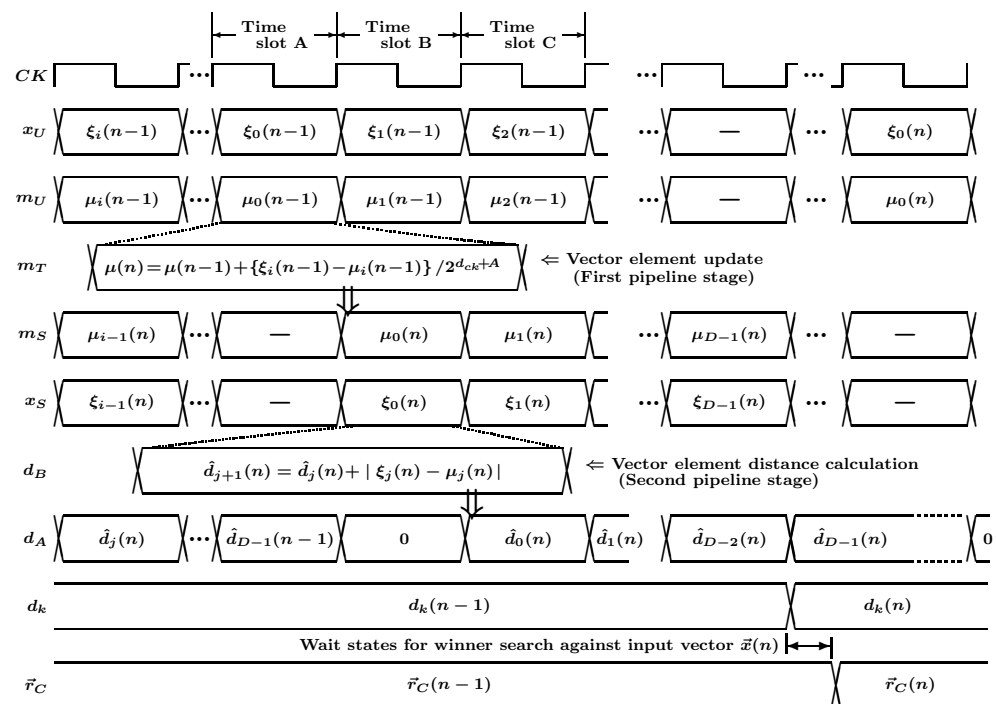 Time slot A Time slot B Time slot C
CK ... ... ...
x_U ξ_i(n−1) ... ξ_0(n−1) ξ_1(n−1) ξ_2(n−1) ... — ... ξ_0(n)
m_U μ_i(n−1) ... μ_0(n−1) μ_1(n−1) μ_2(n−1) ... — ... μ_0(n)
m_T μ(n)=μ(n−1)+{ξ_i(n−1)−μ_i(n−1)}/2^{d_{ck}+A} ⇐ Vector element update
(First pipeline stage)
m_S μ_{i−1}(n) ... — μ_0(n) μ_1(n) ... μ_{D−1}(n) ... —
x_S ξ_{i−1}(n) ... — ξ_0(n) ξ_1(n) ... ξ_{D−1}(n) ... —
d_B d̂_{j+1}(n) = d̂_j(n)+| ξ_j(n) − μ_j(n)| ⇐ Vector element distance calculation
(Second pipeline stage)
d_A d̂_j(n) ... d̂_{D−1}(n−1) 0 d̂_0(n) d̂_1(n) d̂_{D−2}(n) d̂_{D−1}(n) 0
d_k d_k(n−1) d_k(n)
Wait states for winner search against input vector x⃗(n)
r⃗_C r⃗_C(n−1) r⃗_C(n)